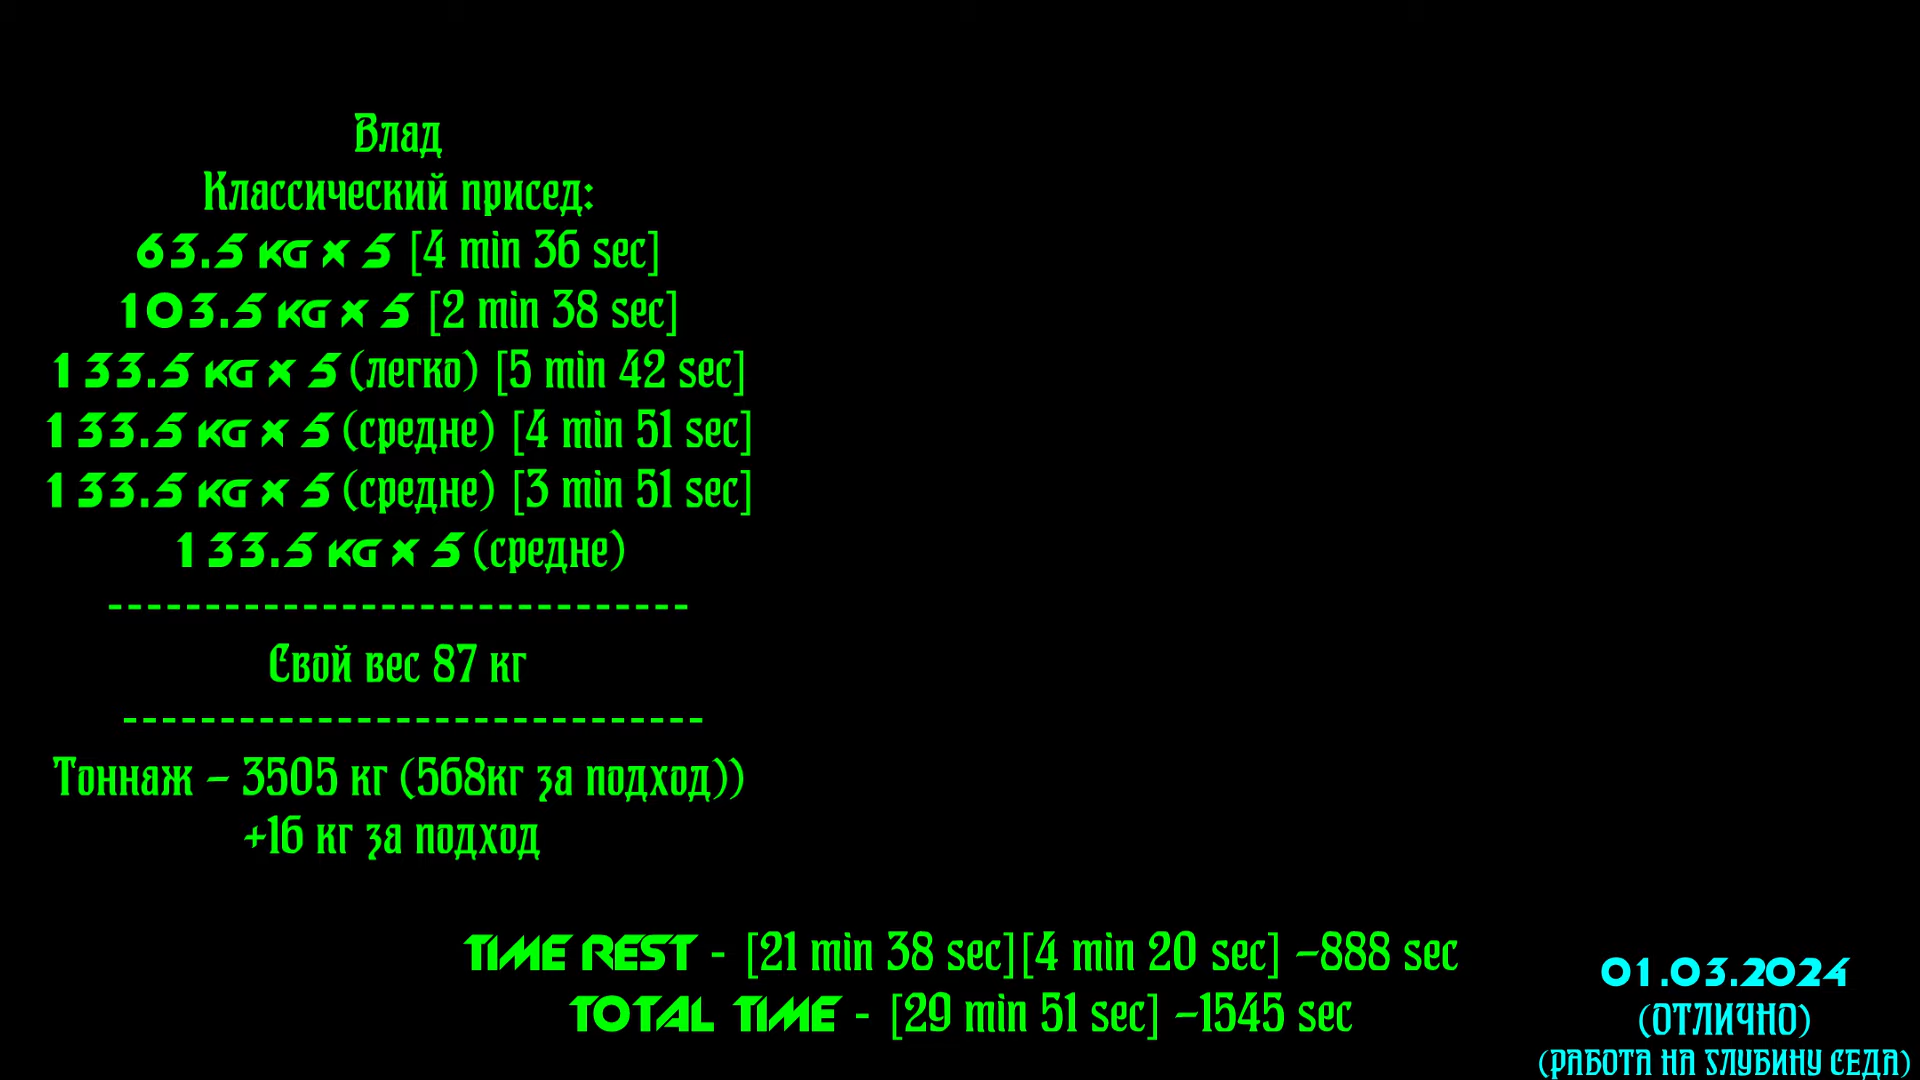 Влад
Классический присед:
63.5 KG X 5 [4 min 36 sec]
103.5 KG X 5 [2 min 38 sec]
133.5 KG X 5 (легко) [5 min 42 sec]
133.5 KG X 5 (средне) [4 min 51 sec]
133.5 KG X 5 (средне) [3 min 51 sec]
133.5 KG X 5 (средне)
------------------------------
Свой вес 87 кг
------------------------------
Тоннаж – 3505 кг (568кг за подход))
+16 кг за подход
TIME REST - [21 min 38 sec][4 min 20 sec] –888 sec
TOTAL TIME - [29 min 51 sec] –1545 sec
01.03.2024
(ОТЛИЧНО)
(РАБОТА НА ГЛУБИНУ СЕДА)